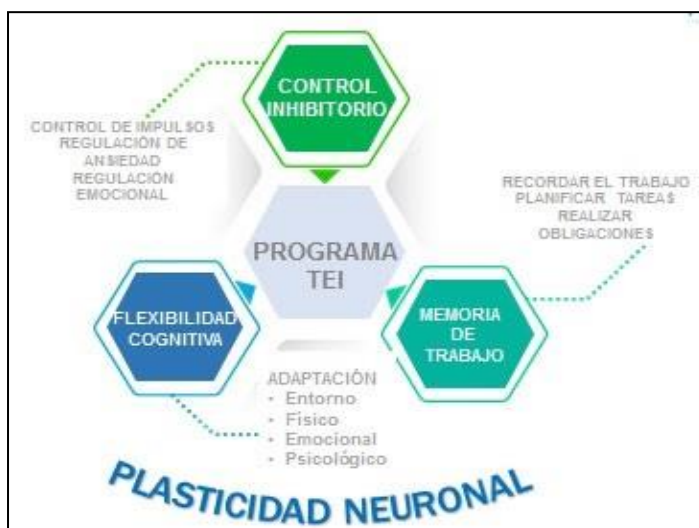 CONTROL
INHIBITORIO
CONTROL DE IMPULSOS
REGULACIÓN DE
ANSIEDAD
REGULACIÓN
EMOCIONAL
RECORDAR EL TRABAJO
PLANIFICAR TAREAS
REALIZAR
OBLIGACIONES
PROGRAMA
TEI
FLEXIBILIDAD
COGNITIVA
MEMORIA
DE
TRABAJO
ADAPTACIÓN
• Entorno
• Físico
• Emocional
• Psicológico
PLASTICIDAD NEURONAL